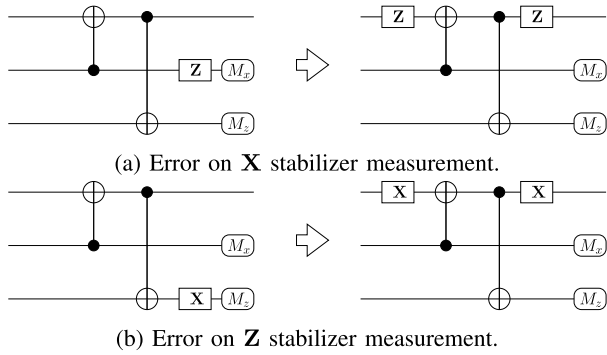 Z Z
Z M_x M_x
M_z M_z
(a) Error on X stabilizer measurement.
X X
M_x M_x
X M_z M_z
(b) Error on Z stabilizer measurement.